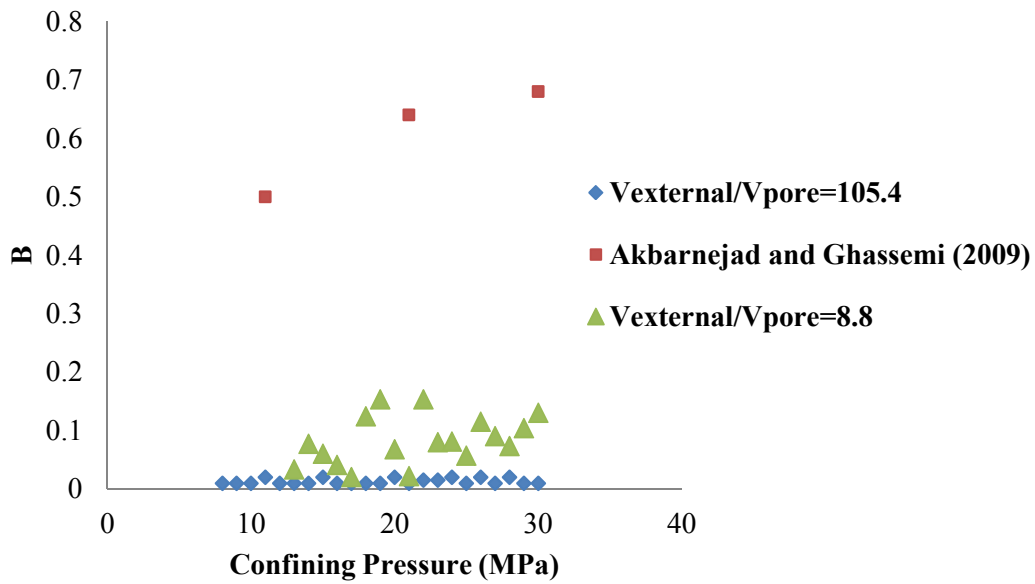 0.8
0.7
0.6
0.5
0.4
0.3
0.2
0.1
0
B
0 10 20 30 40
Confining Pressure (MPa)
Vexternal/Vpore=105.4
Akbarnejad and Ghassemi (2009)
Vexternal/Vpore=8.8